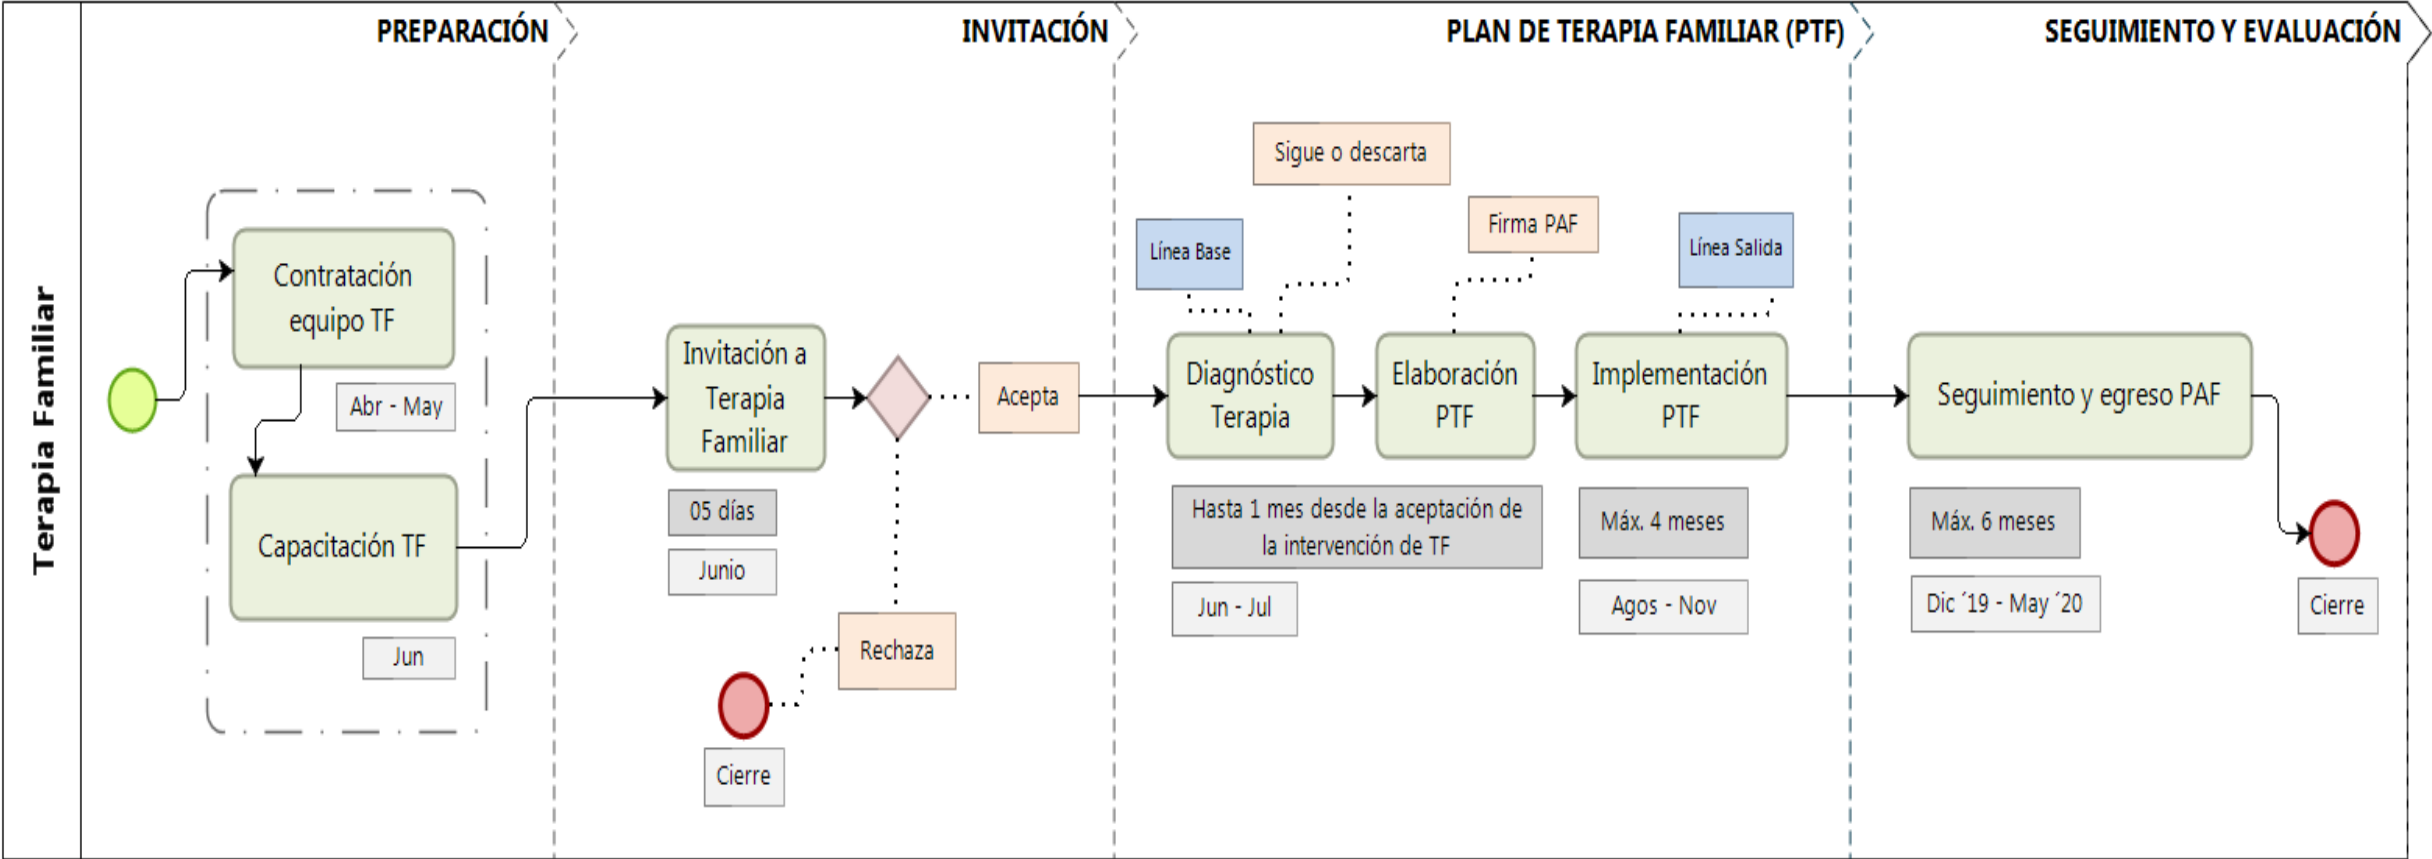 PREPARACIÓN
INVITACIÓN
PLAN DE TERAPIA FAMILIAR (PTF)
SEGUIMIENTO Y EVALUACIÓN
Terapia Familiar
Contratación
equipo TF
Abr - May
Capacitación TF
Jun
Invitación a
Terapia
Familiar
05 días
Junio
Acepta
Rechaza
Cierre
Línea Base
Sigue o descarta
Diagnóstico
Terapia
Firma PAF
Elaboración
PTF
Hasta 1 mes desde la aceptación de
la intervención de TF
Jun - Jul
Línea Salida
Implementación
PTF
Máx. 4 meses
Agos - Nov
Seguimiento y egreso PAF
Máx. 6 meses
Dic ´19 - May ´20
Cierre